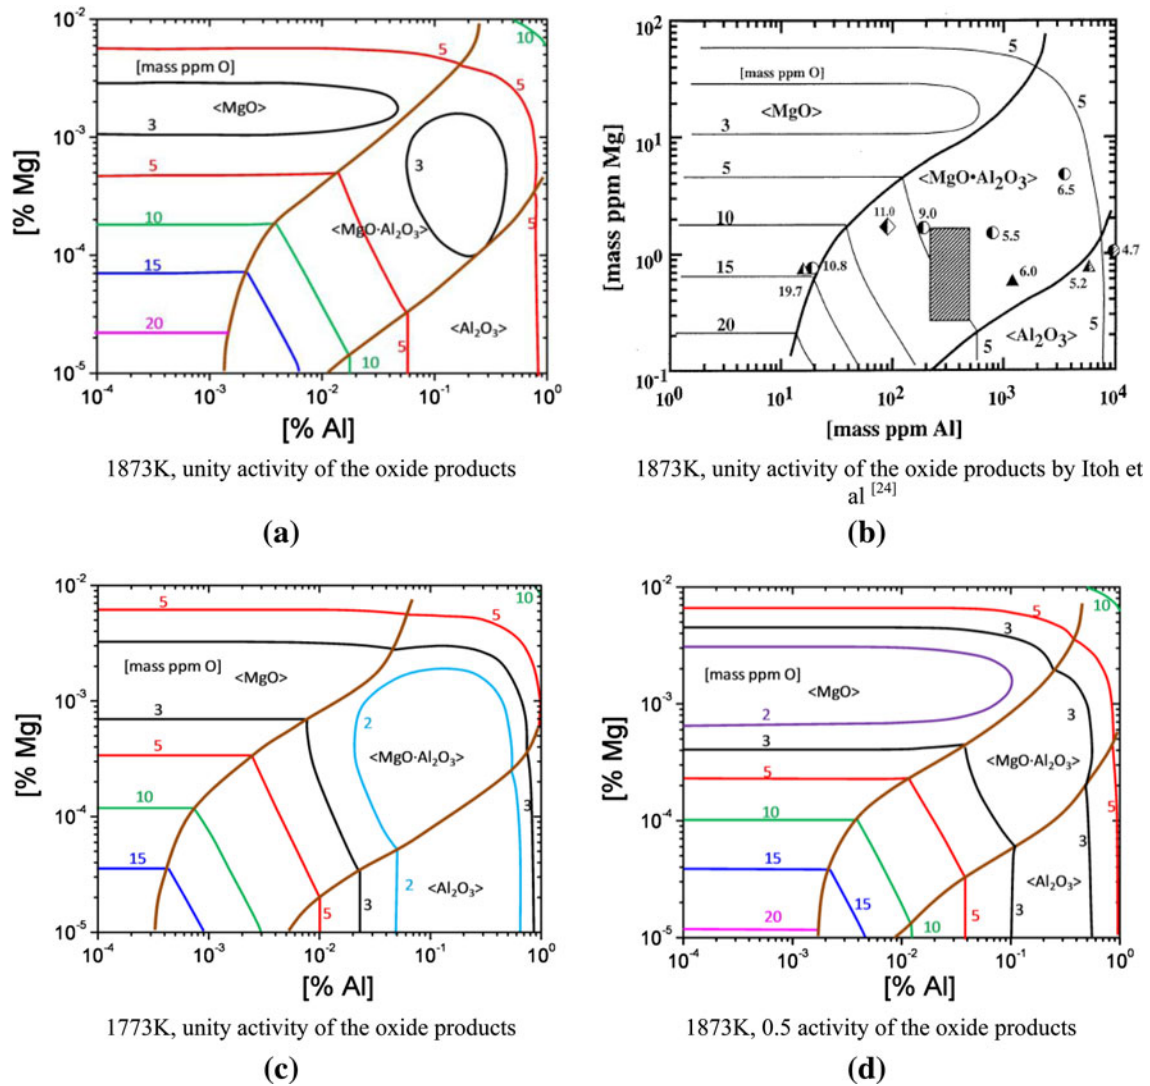 10⁻²
10⁻³
10⁻⁴
10⁻⁵
[% Mg]
5
10
5
[mass ppm O]
<MgO>
3
3
5
10
<MgO·Al₂O₃>
5
15
<Al₂O₃>
20
5
10
10⁻⁴ 10⁻³ 10⁻² 10⁻¹ 10⁰
[% Al]
1873K, unity activity of the oxide products
(a)
10²
10¹
10⁰
10⁻¹
[mass ppm Mg]
5
5
[mass ppm O]
<MgO>
3
5
<MgO•Al₂O₃>
6.5
10
11.0
9.0
5.5
15
10.8
4.7
6.0
5.2
19.7
20
<Al₂O₃>
5
5
10⁰ 10¹ 10² 10³ 10⁴
[mass ppm Al]
1873K, unity activity of the oxide products by Itoh et
al [24]
(b)
10⁻²
10⁻³
10⁻⁴
10⁻⁵
[% Mg]
5
10
5
[mass ppm O]
<MgO>
3
2
5
<MgO·Al₂O₃>
10
3
15
<Al₂O₃>
2
3
5
10⁻⁴ 10⁻³ 10⁻² 10⁻¹ 10⁰
[% Al]
1773K, unity activity of the oxide products
(c)
10⁻²
10⁻³
10⁻⁴
10⁻⁵
[% Mg]
10
5
3
[mass ppm O]
<MgO>
2
3
3
<MgO·Al₂O₃>
5
10
5
3
15
<Al₂O₃>
15
20
10
5
3
10⁻⁴ 10⁻³ 10⁻² 10⁻¹ 10⁰
[% Al]
1873K, 0.5 activity of the oxide products
(d)